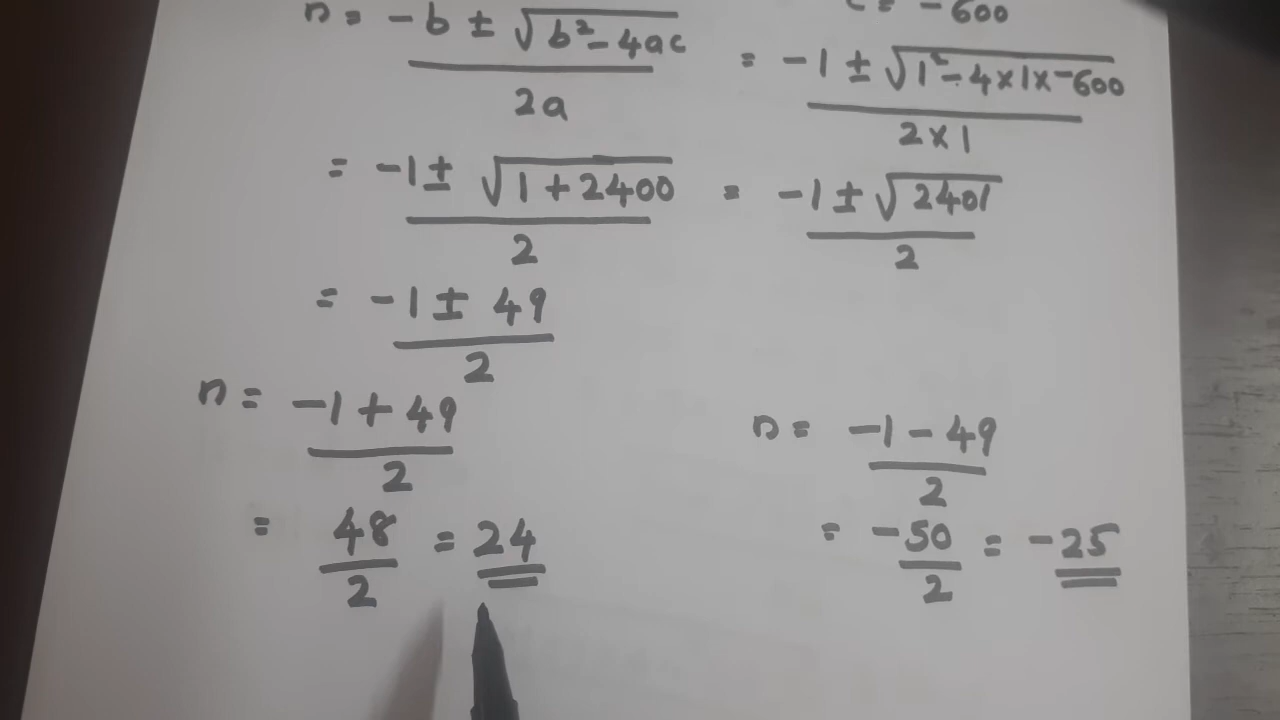 c = -600
n = -b ± √b² - 4ac
2a
= -1 ± √1² - 4×1×-600
2×1
= -1 ± √1 + 2400
2
= -1 ± √2401
2
= -1 ± 49
2
n = -1 + 49
2
= 48
2
= 24
n = -1 - 49
2
= -50
2
= -25